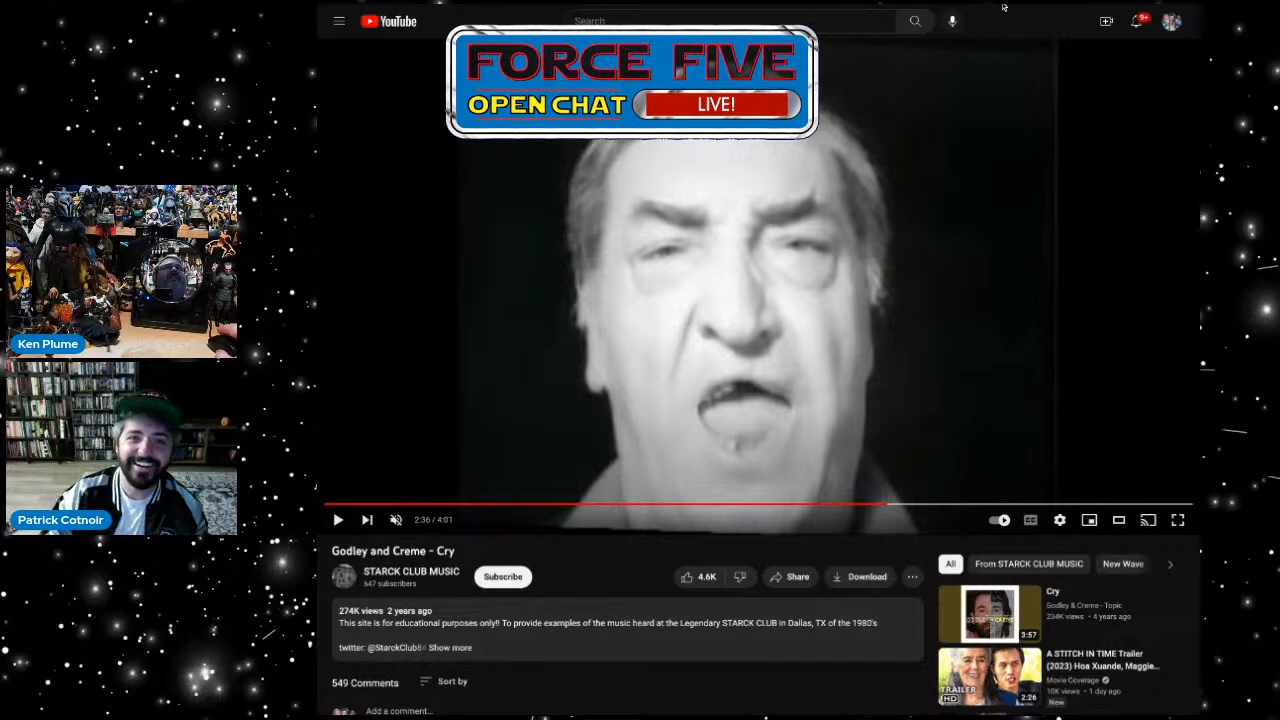 YouTube
Search
9+
FORCE FIVE
OPEN CHAT LIVE!
Ken Plume
Patrick Cotnoir
2:36 / 4:01
Godley and Creme - Cry
STARCK CLUB MUSIC
647 subscribers
Subscribe
4.6K
Share
Download
274K views 2 years ago
This site is for educational purposes only!! To provide examples of the music heard at the Legendary STARCK CLUB in Dallas, TX of the 1980's
twitter: @StarckClub8 Show more
549 Comments
Sort by
Add a comment...
All
From STARCK CLUB MUSIC
New Wave
Cry
Godley & Creme - Topic
234K views • 4 years ago
3:57
A STITCH IN TIME Trailer
(2023) Hoa Xuande, Maggie...
Movie Coverage
10K views • 1 day ago
New
TRAILER
HD
2:26